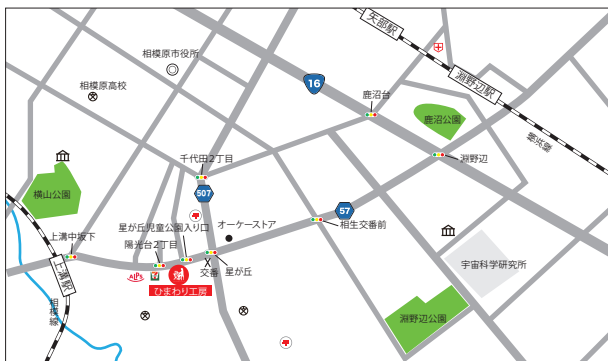 矢部駅
淵野辺駅
横浜線
相模原市役所
相模原高校
16
鹿沼台
鹿沼公園
淵野辺
千代田2丁目
507
57
横山公園
星が丘児童公園入り口
オーケーストア
相生交番前
上溝中坂下
陽光台2丁目
交番
星が丘
宇宙科学研究所
上溝駅
相模線
ALPS
ひまわり工房
淵野辺公園